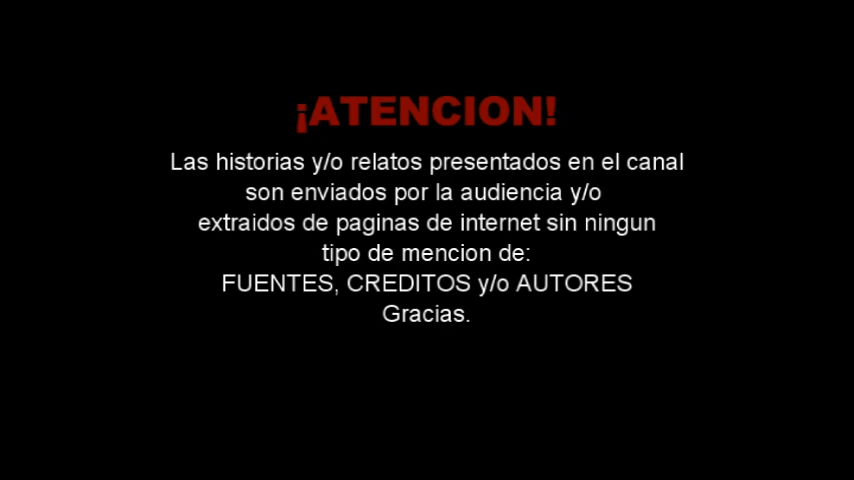 ¡ATENCION!
Las historias y/o relatos presentados en el canal
son enviados por la audiencia y/o
extraidos de paginas de internet sin ningun
tipo de mencion de:
FUENTES, CREDITOS y/o AUTORES
Gracias.